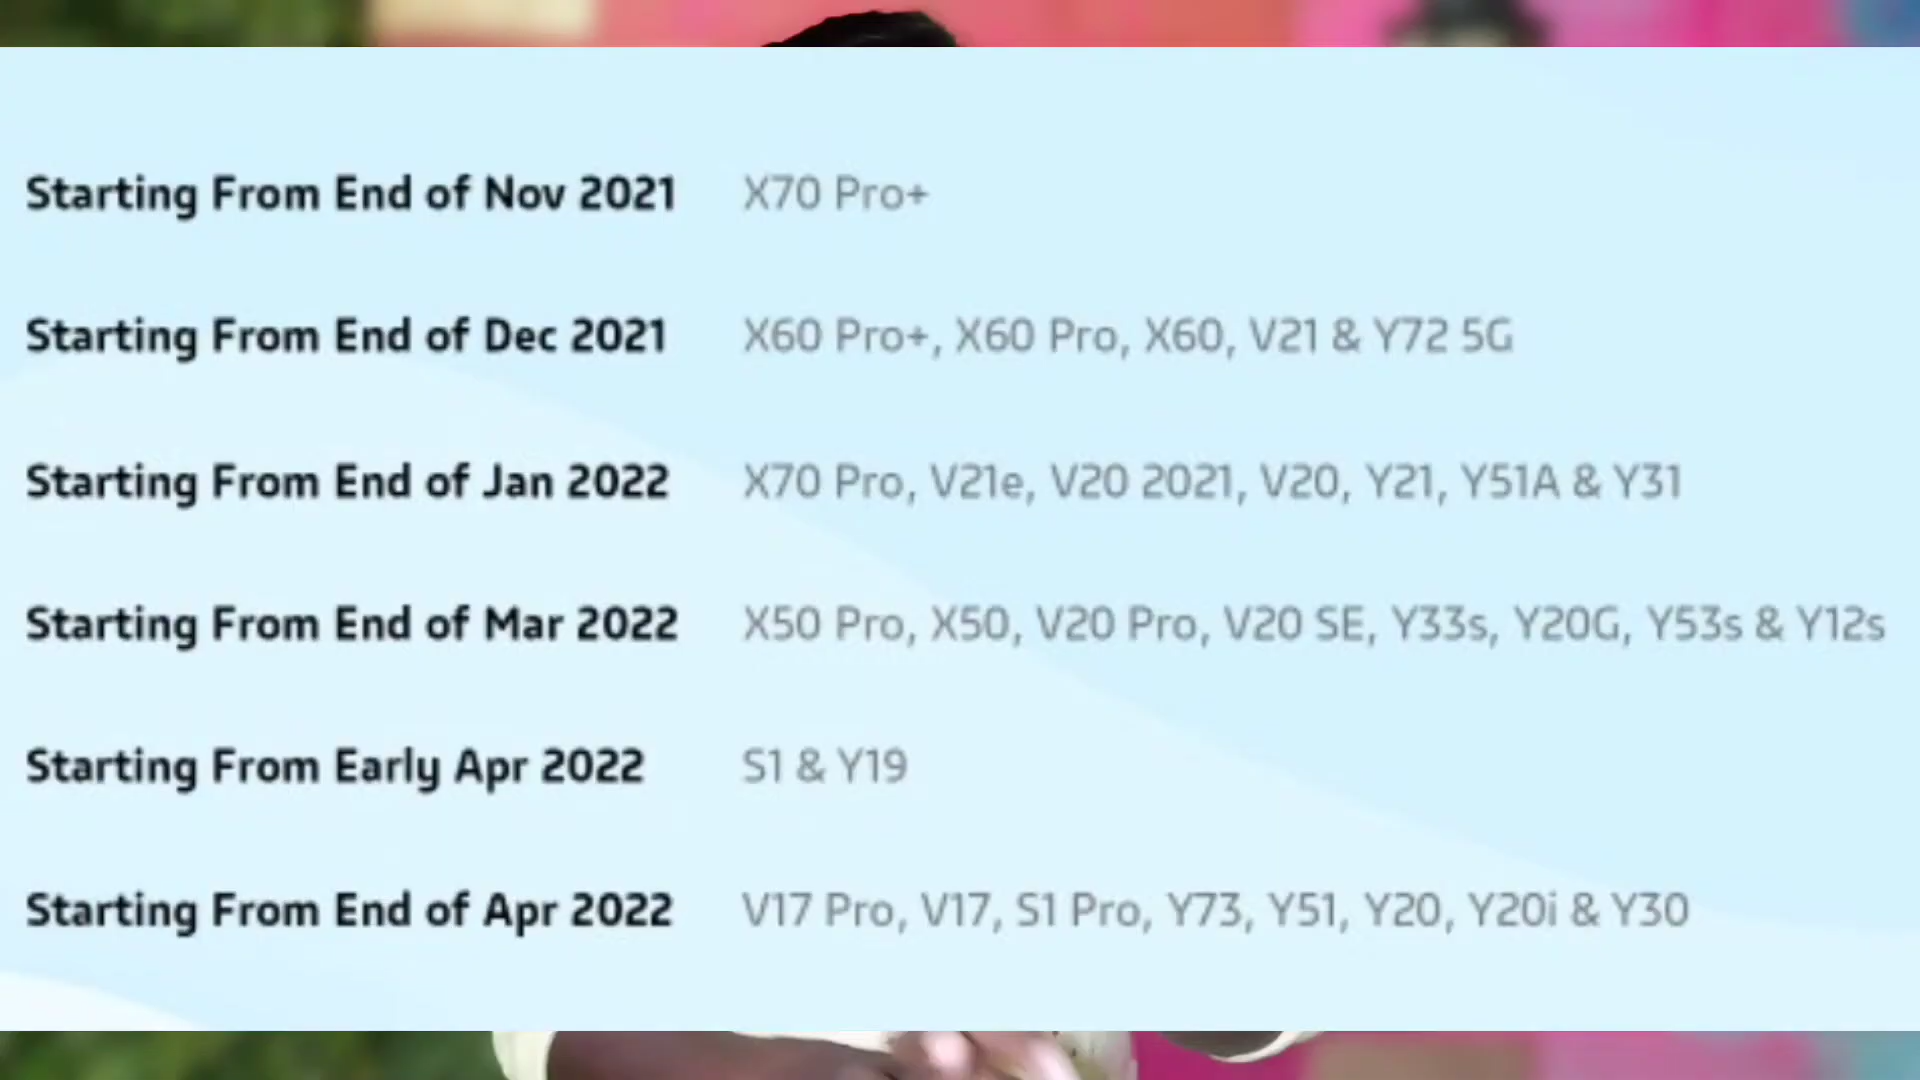 Starting From End of Nov 2021 X70 Pro+
Starting From End of Dec 2021 X60 Pro+, X60 Pro, X60, V21 & Y72 5G
Starting From End of Jan 2022 X70 Pro, V21e, V20 2021, V20, Y21, Y51A & Y31
Starting From End of Mar 2022 X50 Pro, X50, V20 Pro, V20 SE, Y33s, Y20G, Y53s & Y12s
Starting From Early Apr 2022 S1 & Y19
Starting From End of Apr 2022 V17 Pro, V17, S1 Pro, Y73, Y51, Y20, Y20i & Y30